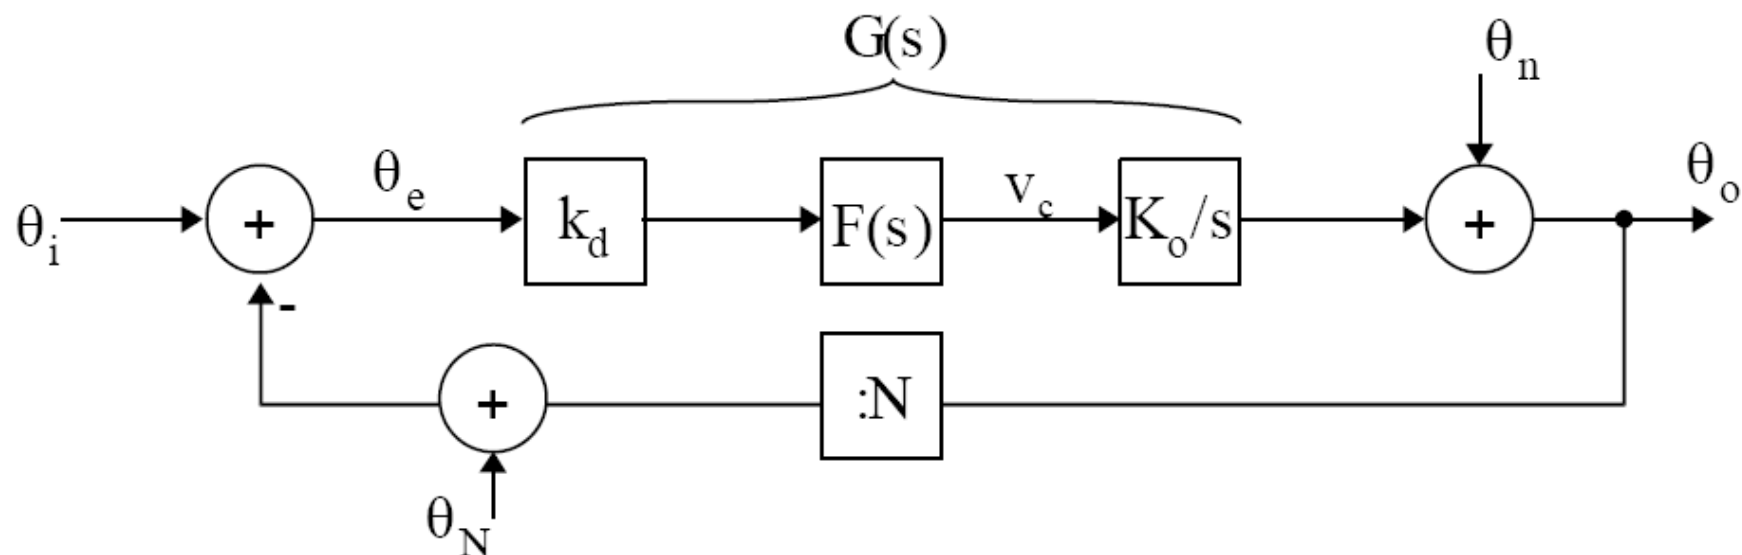 G(s)
θn
θi + θe kd F(s) vc Ko/s + θo
-
+ :N
θN